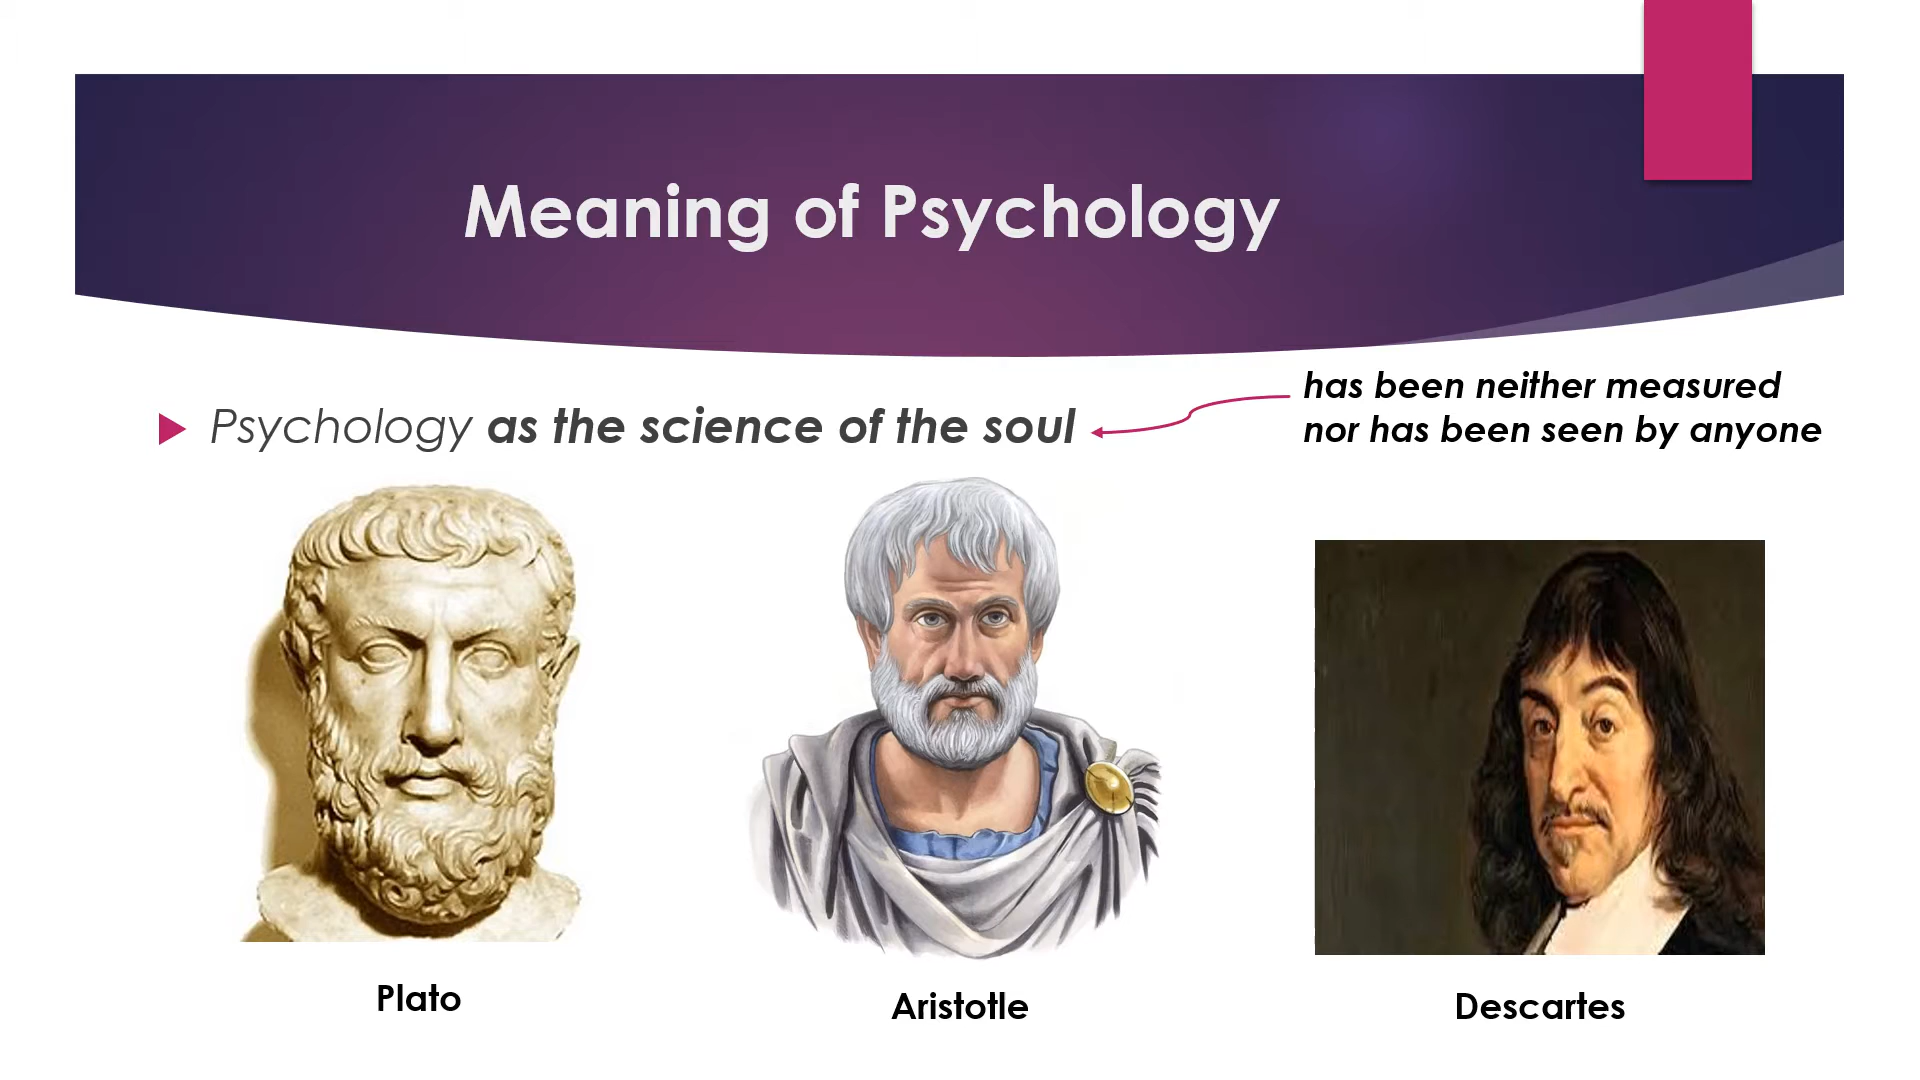 Meaning of Psychology
has been neither measured
nor has been seen by anyone
Psychology as the science of the soul
Plato
Aristotle
Descartes